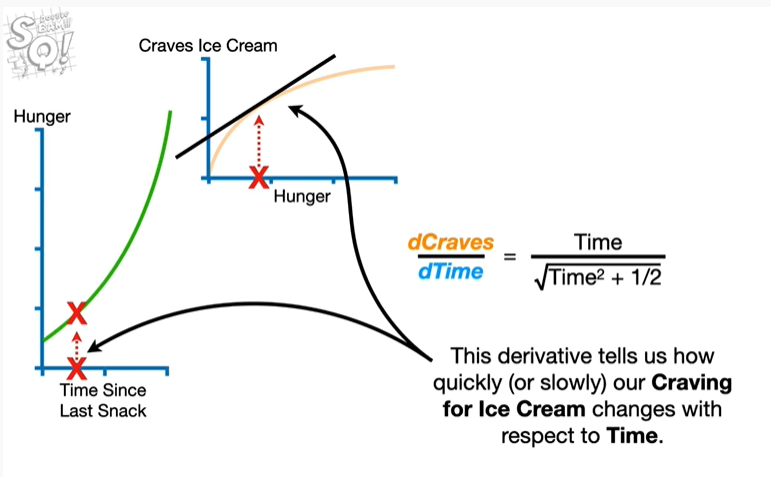 SQ!
Craves Ice Cream
Hunger
Hunger
Time Since
Last Snack
dCraves
dTime
=
Time
√Time² + 1/2
This derivative tells us how
quickly (or slowly) our Craving
for Ice Cream changes with
respect to Time.